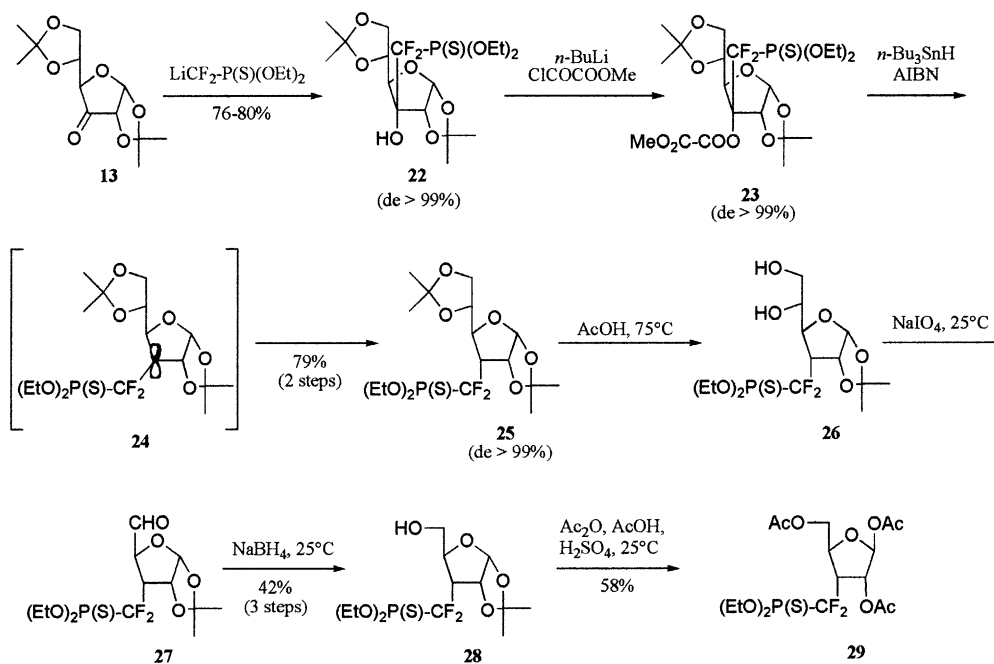 O
O
O
O
O
O
13
LiCF2-P(S)(OEt)2
76-80%
O
O
CF2-P(S)(OEt)2
O
HO
O
O
22
(de > 99%)
n-BuLi
ClCOCOOMe
O
O
CF2-P(S)(OEt)2
O
MeO2C-COO
O
O
23
(de > 99%)
n-Bu3SnH
AIBN
O
O
O
O
O
(EtO)2P(S)-CF2
24
79%
(2 steps)
O
O
O
O
O
(EtO)2P(S)-CF2
25
(de > 99%)
AcOH, 75°C
HO
HO
O
O
O
(EtO)2P(S)-CF2
26
NaIO4, 25°C
CHO
O
O
O
(EtO)2P(S)-CF2
27
NaBH4, 25°C
42%
(3 steps)
HO
O
O
O
(EtO)2P(S)-CF2
28
Ac2O, AcOH,
H2SO4, 25°C
58%
AcO
O
OAc
OAc
(EtO)2P(S)-CF2
29